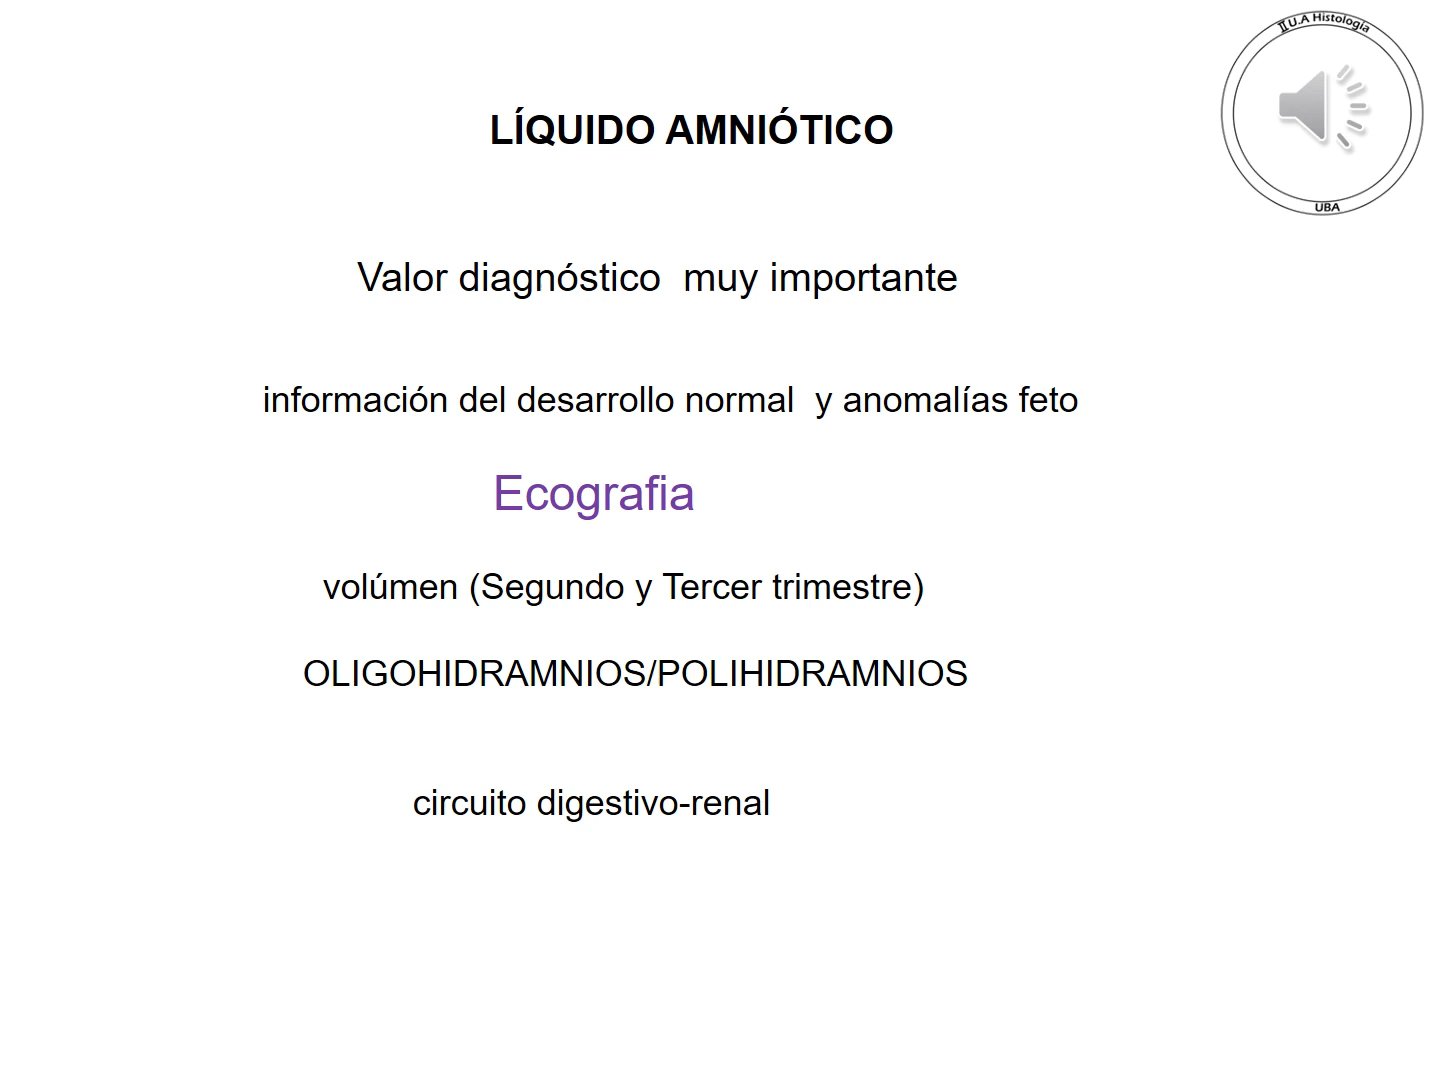 II U.A Histología
LÍQUIDO AMNIÓTICO
Valor diagnóstico  muy importante
información del desarrollo normal  y anomalías feto
Ecografia
volúmen (Segundo y Tercer trimestre)
OLIGOHIDRAMNIOS/POLIHIDRAMNIOS
circuito digestivo-renal
UBA